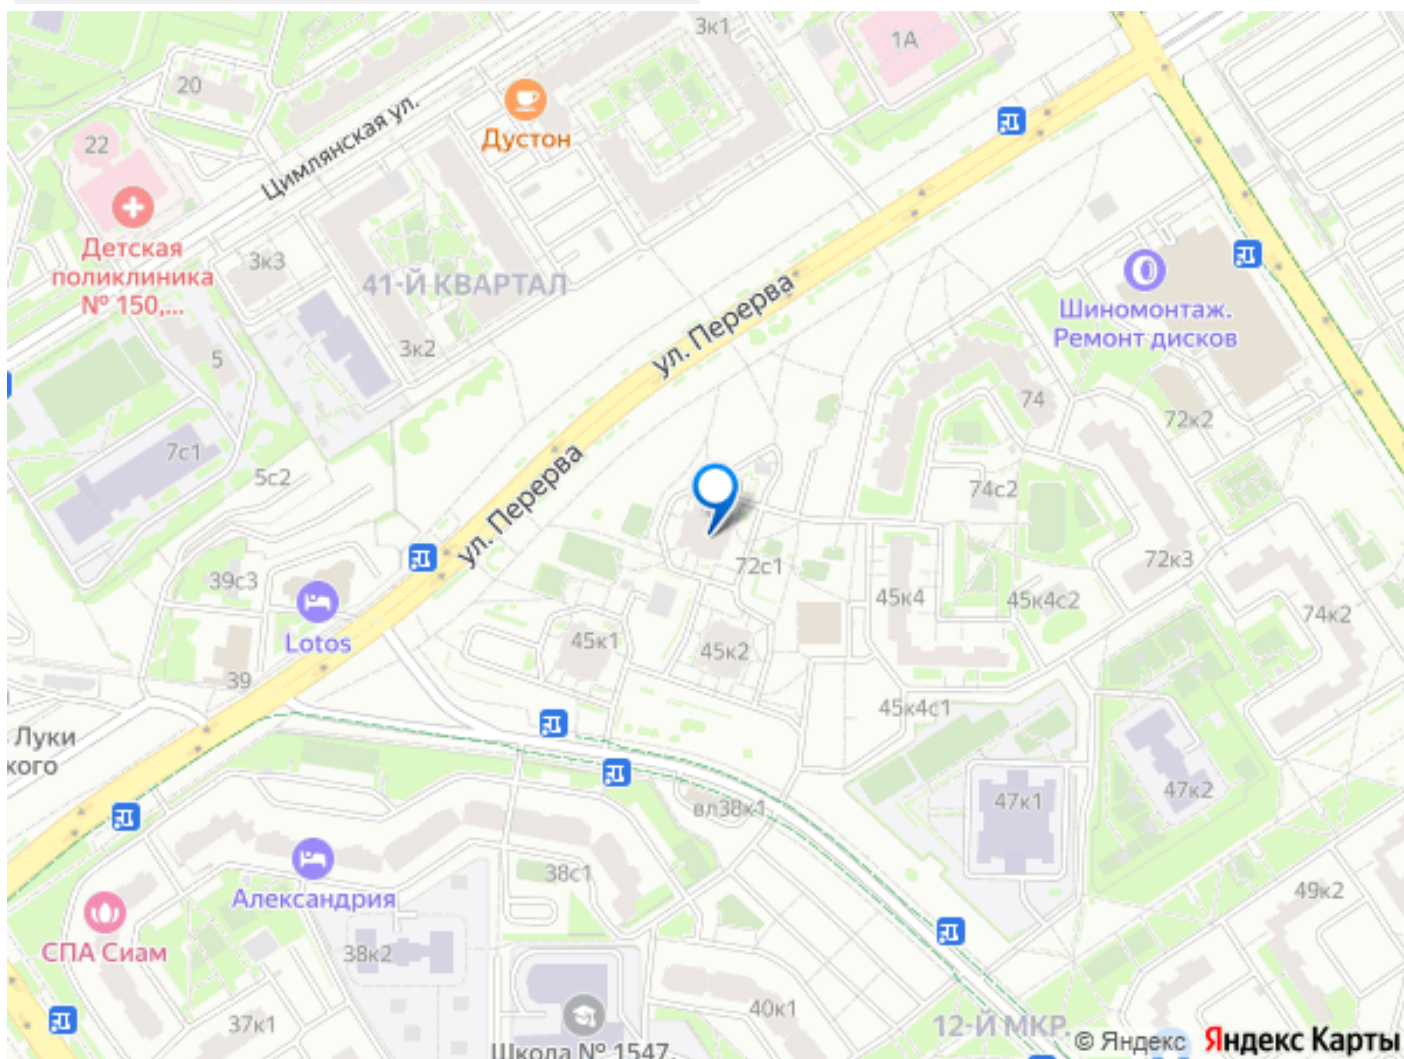 3к1
1А
20
Дустон
22
Цимлянская ул.
Детская
поликлиника
№ 150,...
3к3
41-Й КВАРТАЛ
Шиномонтаж.
Ремонт дисков
ул. Перерва
3к2
5
74
72к2
7с1
5с2
ул. Перерва
74с2
72к3
72с1
39с3
45к4
45к4с2
74к2
Lotos
45к1
45к2
39
45к4с1
Луки
кого
47к1
47к2
вл38к1
38с1
Александрия
49к2
СПА Сиам
38к2
40к1
37к1
12-Й МКР.
Школа № 1547,
© Яндекс Яндекс Карты